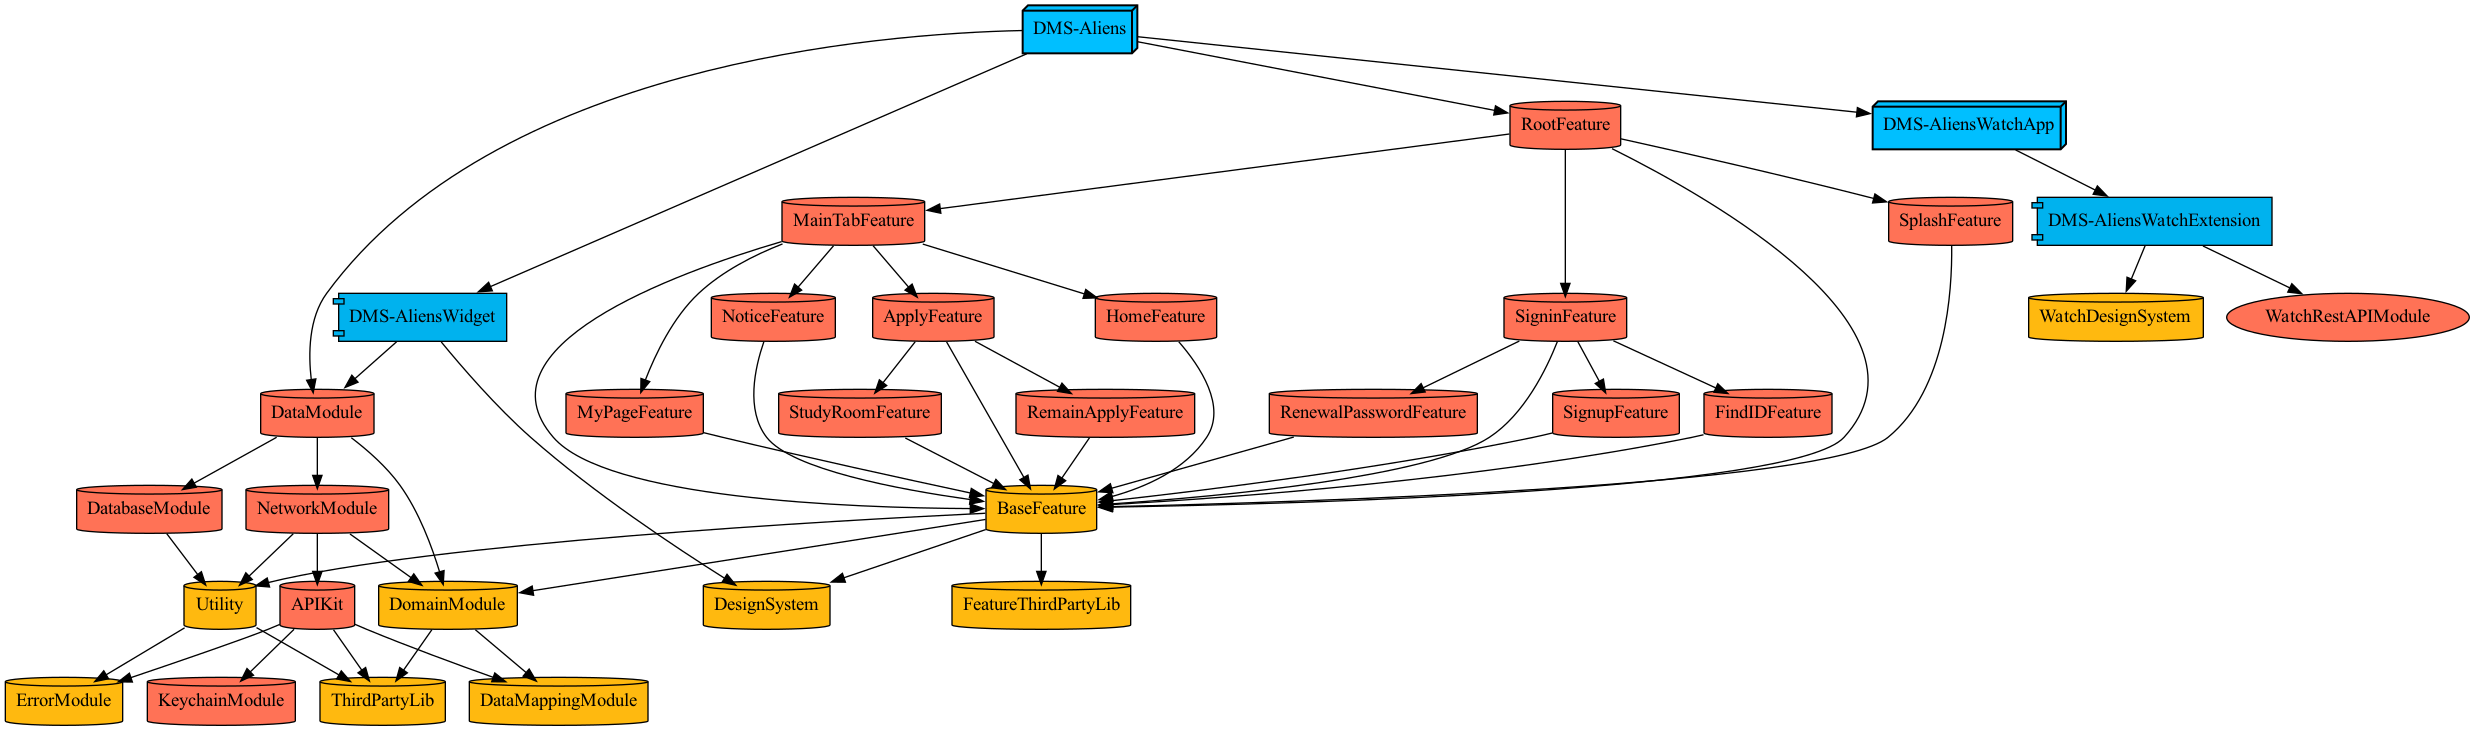 DMS-Aliens
RootFeature
DMS-AliensWatchApp
MainTabFeature
SplashFeature
DMS-AliensWatchExtension
DMS-AliensWidget
NoticeFeature
ApplyFeature
HomeFeature
SigninFeature
WatchDesignSystem
WatchRestAPIModule
DataModule
MyPageFeature
StudyRoomFeature
RemainApplyFeature
RenewalPasswordFeature
SignupFeature
FindIDFeature
DatabaseModule
NetworkModule
BaseFeature
Utility
APIKit
DomainModule
DesignSystem
FeatureThirdPartyLib
ErrorModule
KeychainModule
ThirdPartyLib
DataMappingModule